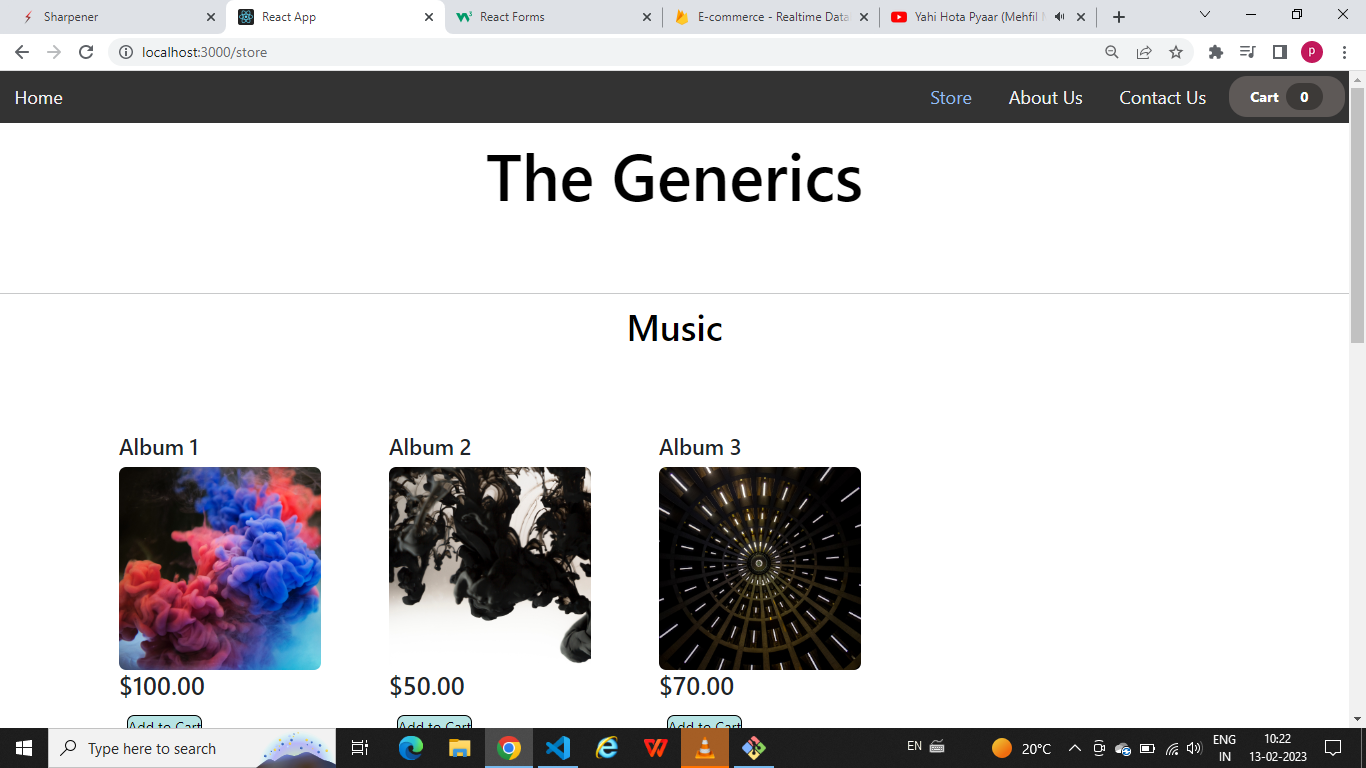 Sharpener
React App
React Forms
E-commerce - Realtime Data
Yahi Hota Pyaar (Mehfil
localhost:3000/store
P
Home
Store
About Us
Contact Us
Cart 0
The Generics
Music
Album 1
Album 2
Album 3
$100.00
$50.00
$70.00
Add to Cart
Add to Cart
Add to Cart
Type here to search
EN
20°C
ENG
IN
10:22
13-02-2023